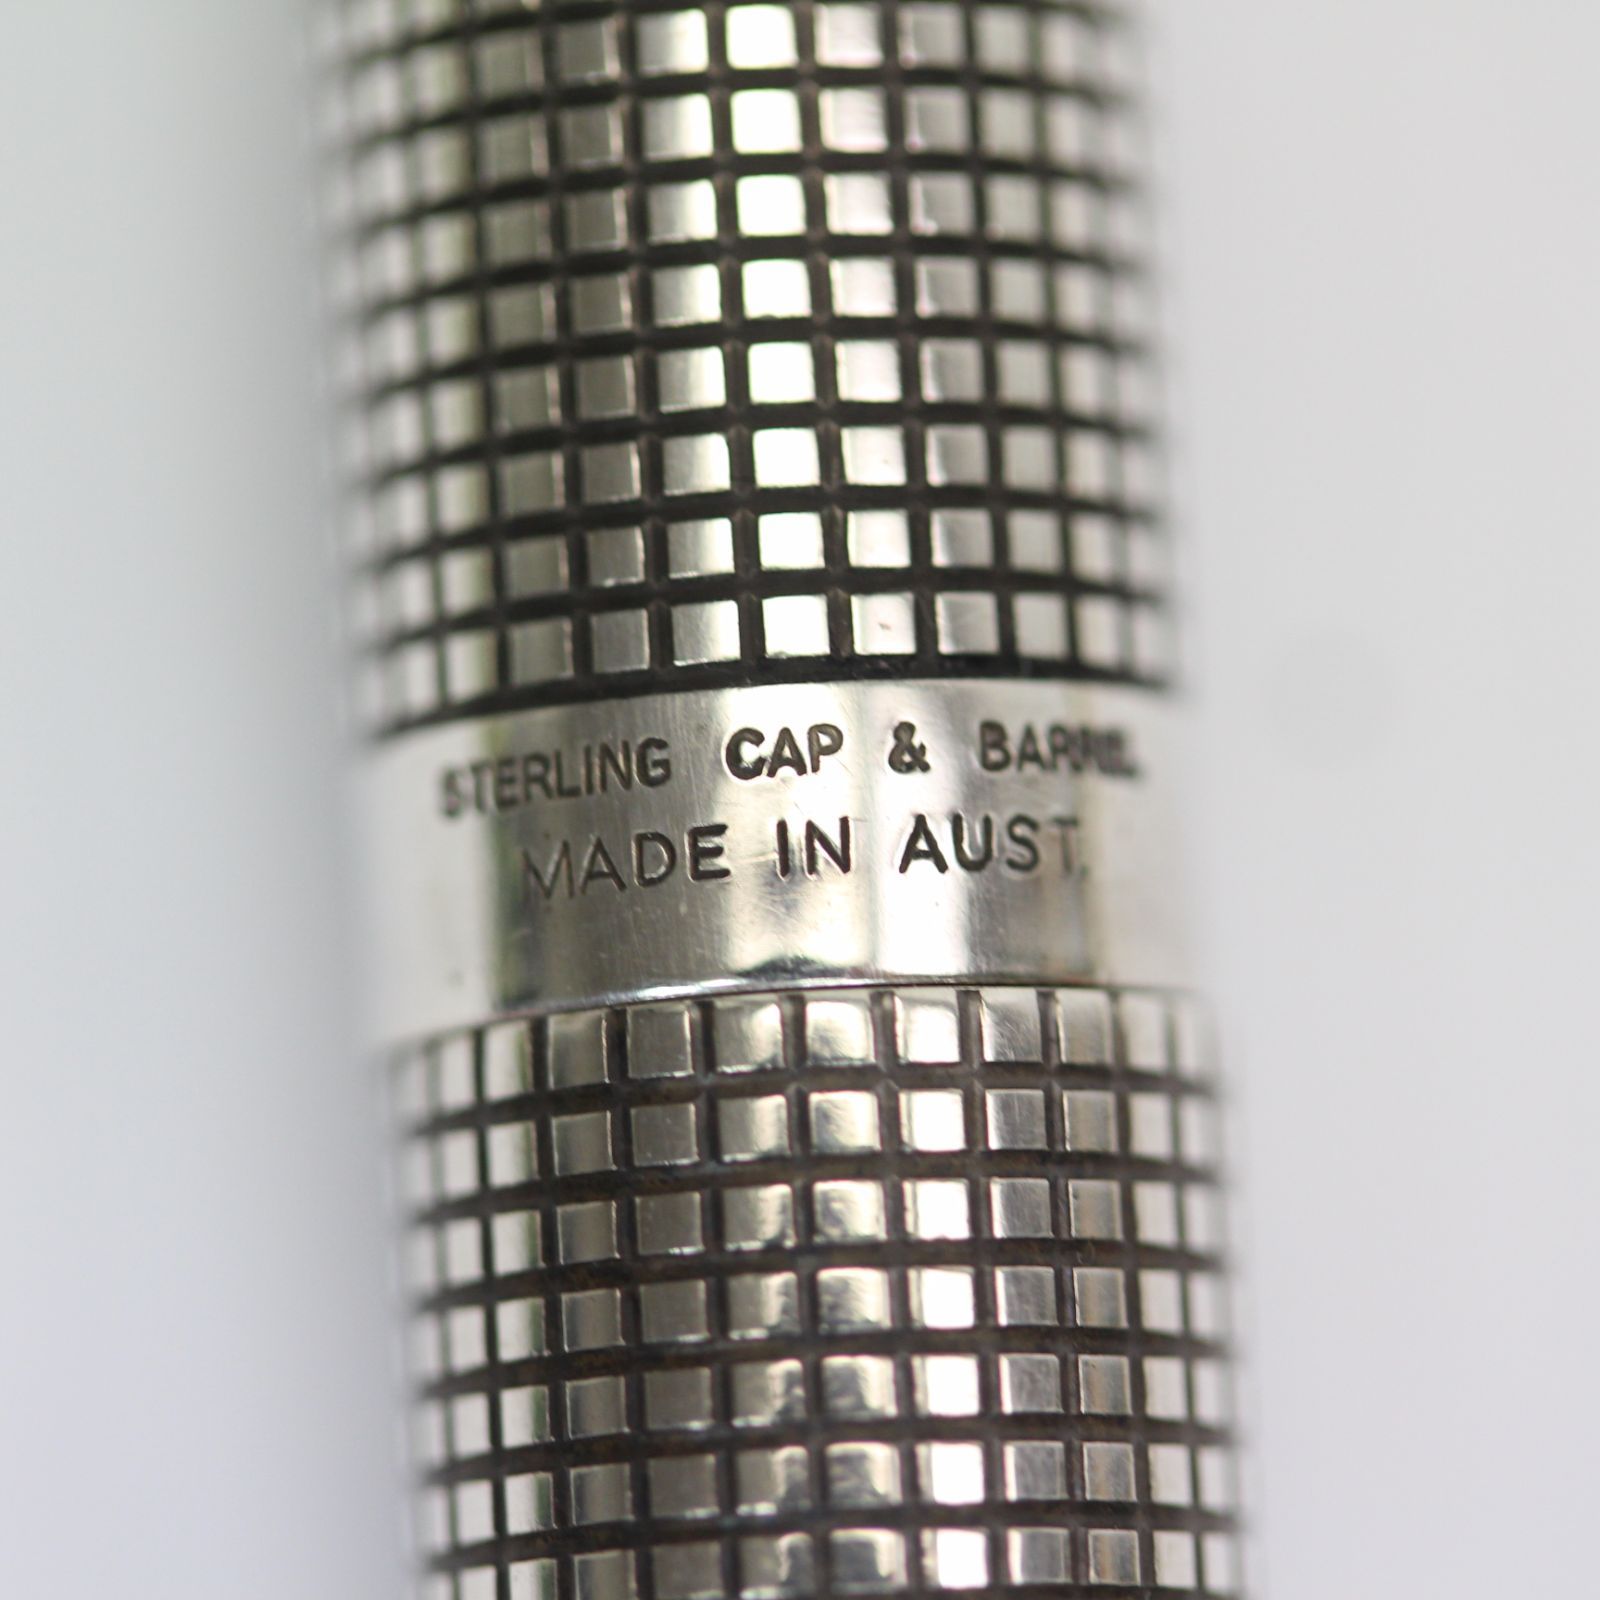 STERLING CAP & BARREL
MADE IN AUST.